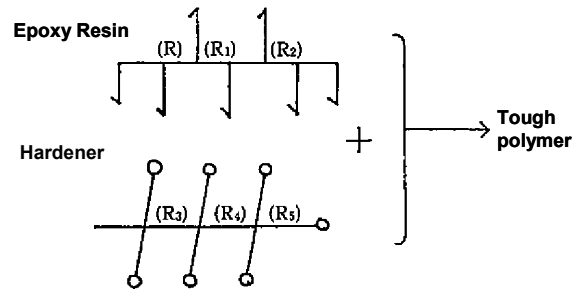 Epoxy Resin
(R) (R₁) (R₂)
+
Tough
polymer
Hardener
(R₃) (R₄) (R₅)